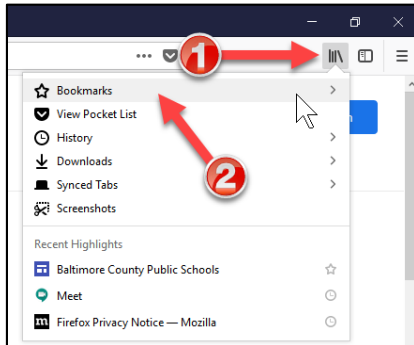 1
Bookmarks
View Pocket List
History
Downloads
2
Synced Tabs
Screenshots
Recent Highlights
Baltimore County Public Schools
Meet
m Firefox Privacy Notice — Mozilla